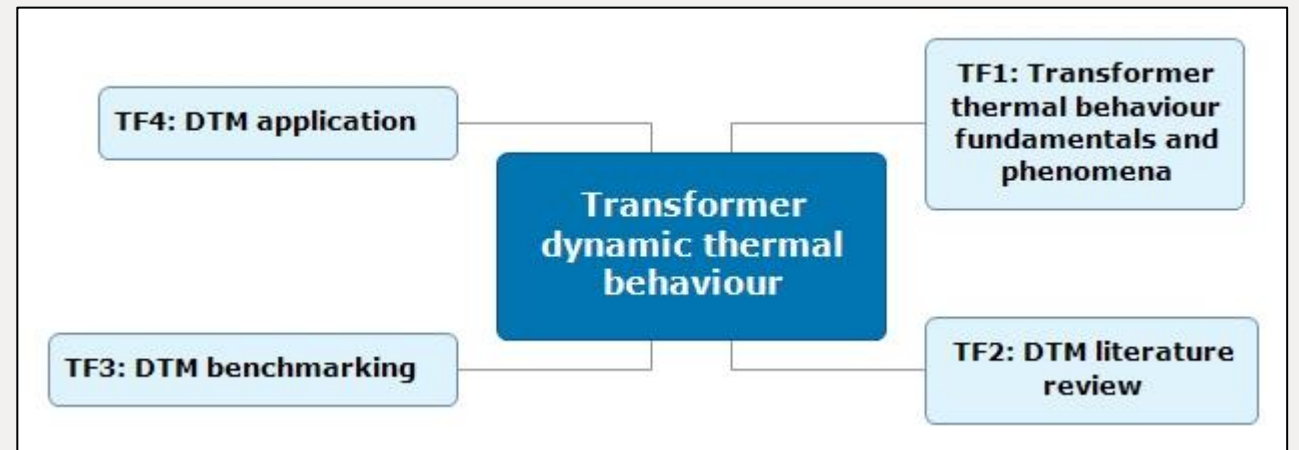 TF4: DTM application
TF1: Transformer
thermal behaviour
fundamentals and
phenomena
Transformer
dynamic thermal
behaviour
TF3: DTM benchmarking
TF2: DTM literature
review